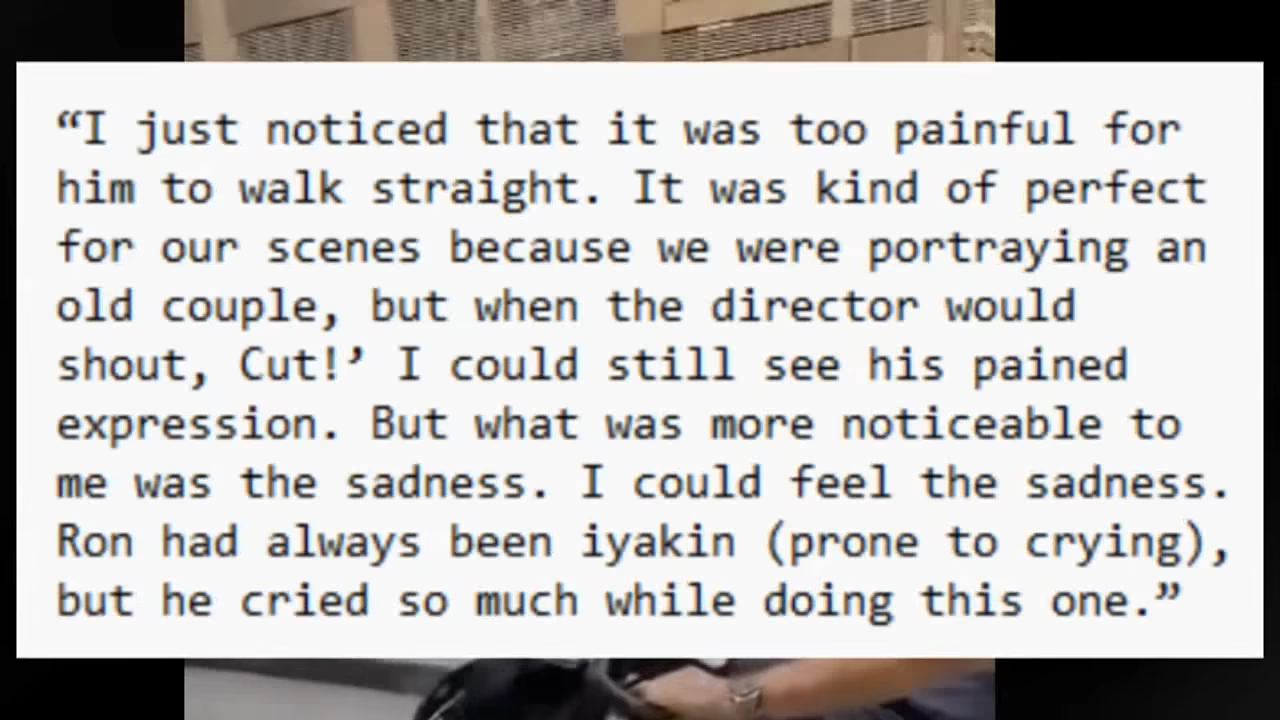 “I just noticed that it was too painful for
him to walk straight. It was kind of perfect
for our scenes because we were portraying an
old couple, but when the director would
shout, Cut!’ I could still see his pained
expression. But what was more noticeable to
me was the sadness. I could feel the sadness.
Ron had always been iyakin (prone to crying),
but he cried so much while doing this one.”